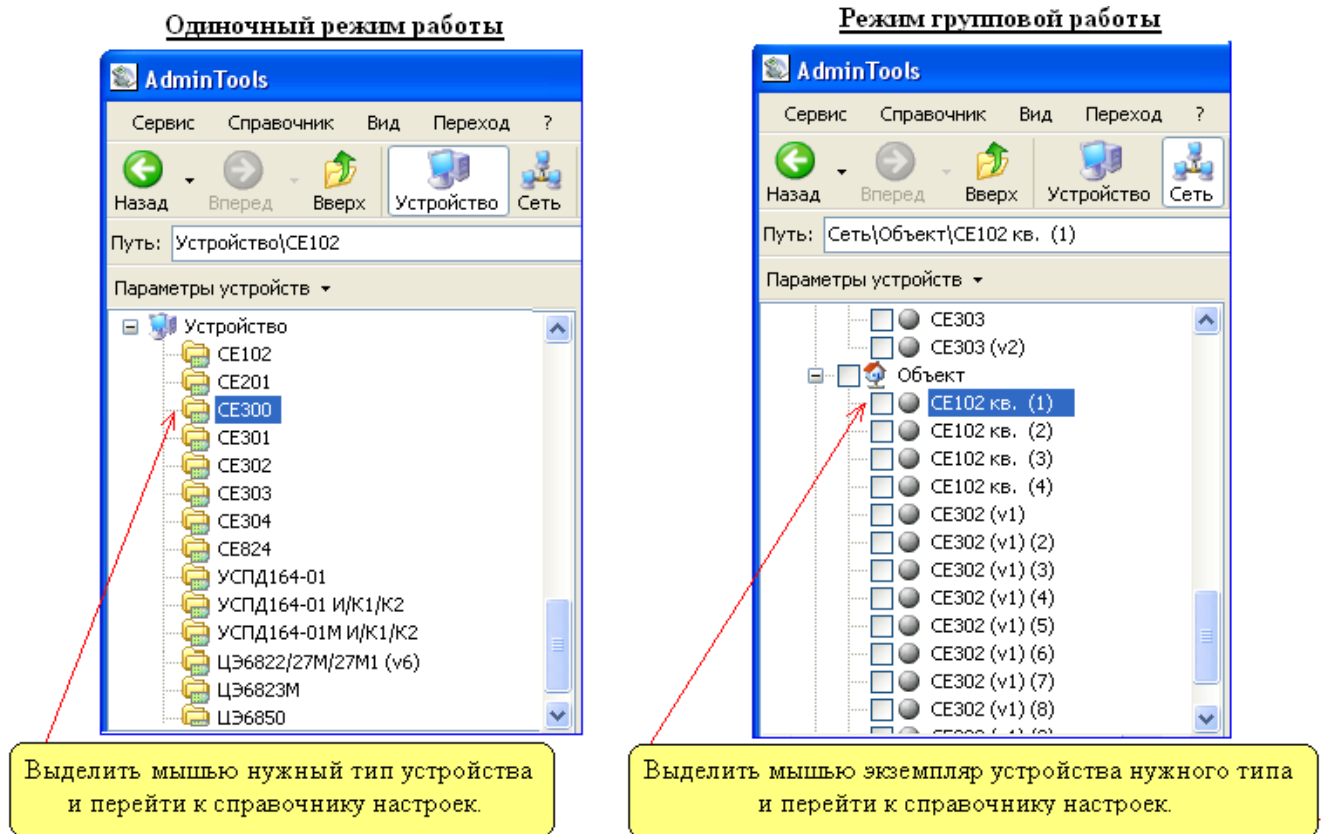 Одиночный режим работы
AdminTools
Сервис Справочник Вид Переход ?
Назад Вперед Вверх Устройство Сеть
Путь: Устройство\CE102
Параметры устройств
Устройство
CE102
CE201
CE300
CE301
CE302
CE303
CE304
CE824
УСПД164-01
УСПД164-01 И/К1/К2
УСПД164-01М И/К1/К2
ЦЭ6822/27М/27М1 (v6)
ЦЭ6823М
ЦЭ6850
Выделить мышью нужный тип устройства
и перейти к справочнику настроек.
Режим групповой работы
AdminTools
Сервис Справочник Вид Переход ?
Назад Вперед Вверх Устройство Сеть
Путь: Сеть\Объект\CE102 кв. (1)
Параметры устройств
CE303
CE303 (v2)
Объект
CE102 кв. (1)
CE102 кв. (2)
CE102 кв. (3)
CE102 кв. (4)
CE302 (v1)
CE302 (v1) (2)
CE302 (v1) (3)
CE302 (v1) (4)
CE302 (v1) (5)
CE302 (v1) (6)
CE302 (v1) (7)
CE302 (v1) (8)
Выделить мышью экземпляр устройства нужного типа
и перейти к справочнику настроек.